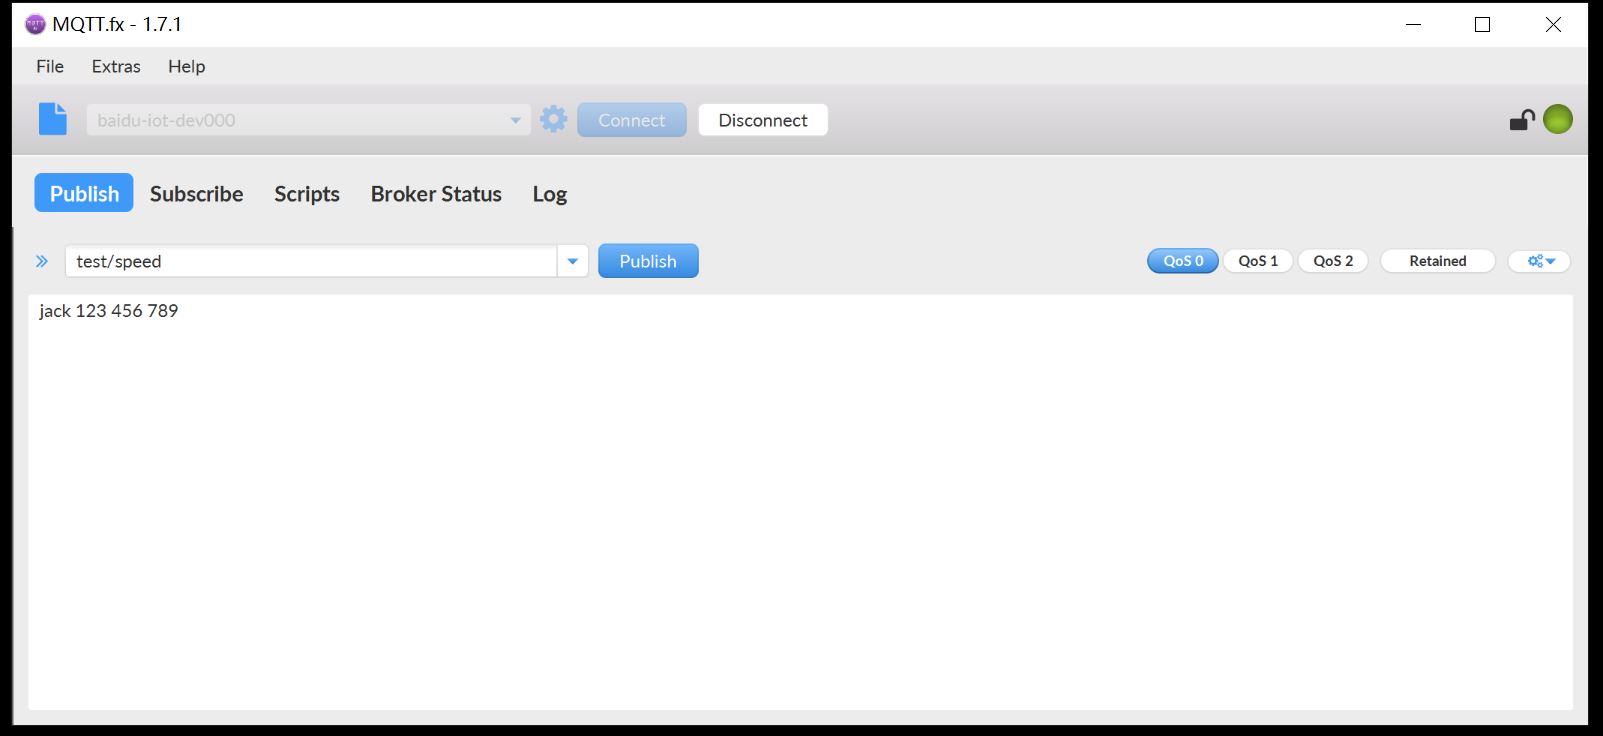 MQTT.fx - 1.7.1
File Extras Help
baidu-iot-dev000 Connect Disconnect
Publish Subscribe Scripts Broker Status Log
test/speed Publish QoS 0 QoS 1 QoS 2 Retained
jack 123 456 789